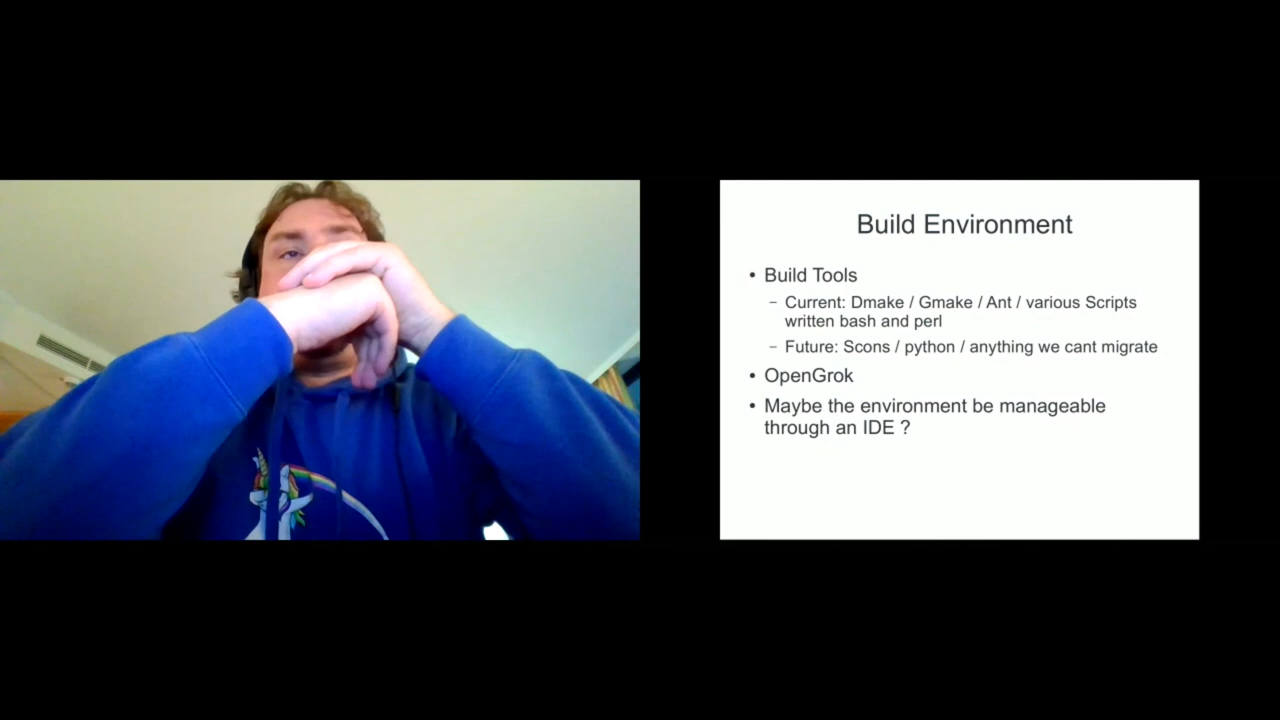 Build Environment
• Build Tools
– Current: Dmake / Gmake / Ant / various Scripts
written bash and perl
– Future: Scons / python / anything we cant migrate
• OpenGrok
• Maybe the environment be manageable
through an IDE ?